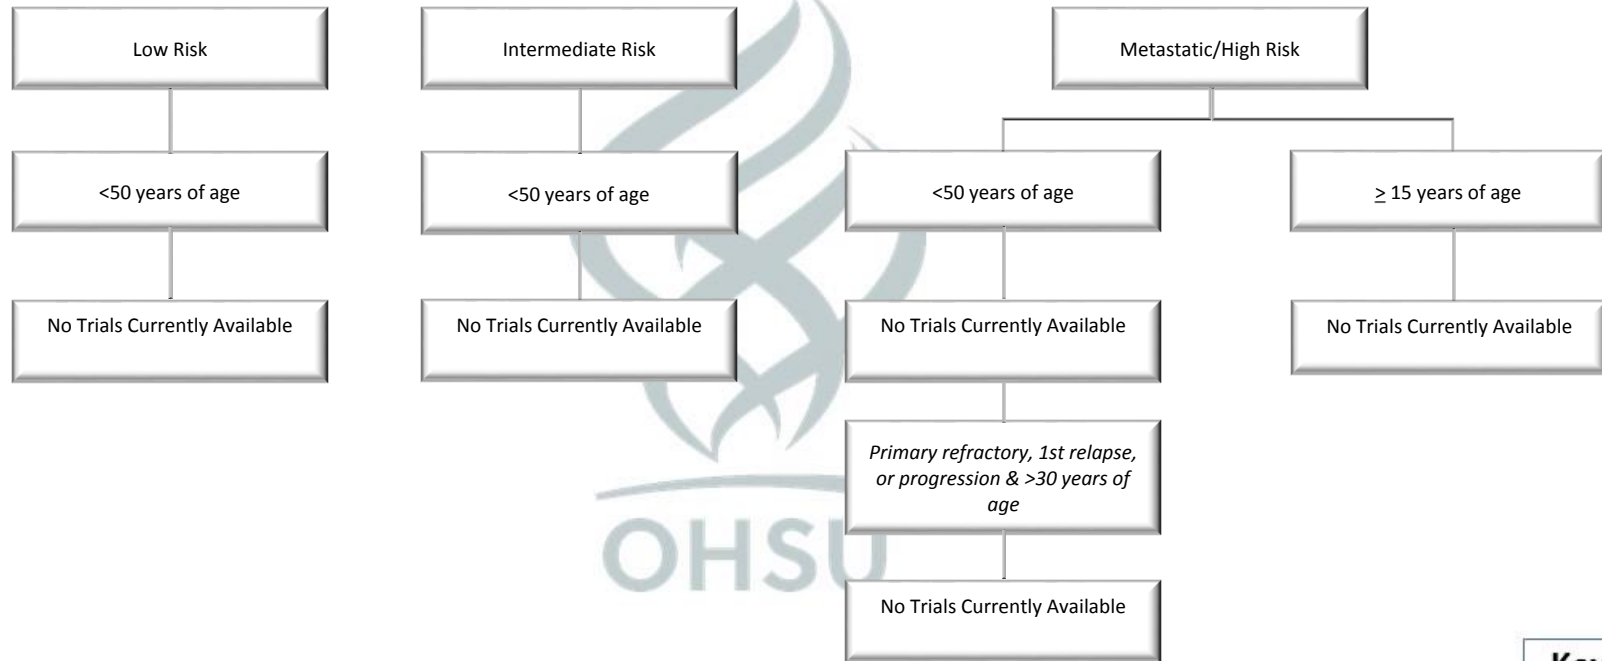 Low Risk
Intermediate Risk
Metastatic/High Risk
<50 years of age
<50 years of age
<50 years of age
≥ 15 years of age
No Trials Currently Available
No Trials Currently Available
No Trials Currently Available
No Trials Currently Available
Primary refractory, 1st relapse,
or progression & >30 years of
age
OHSU
No Trials Currently Available